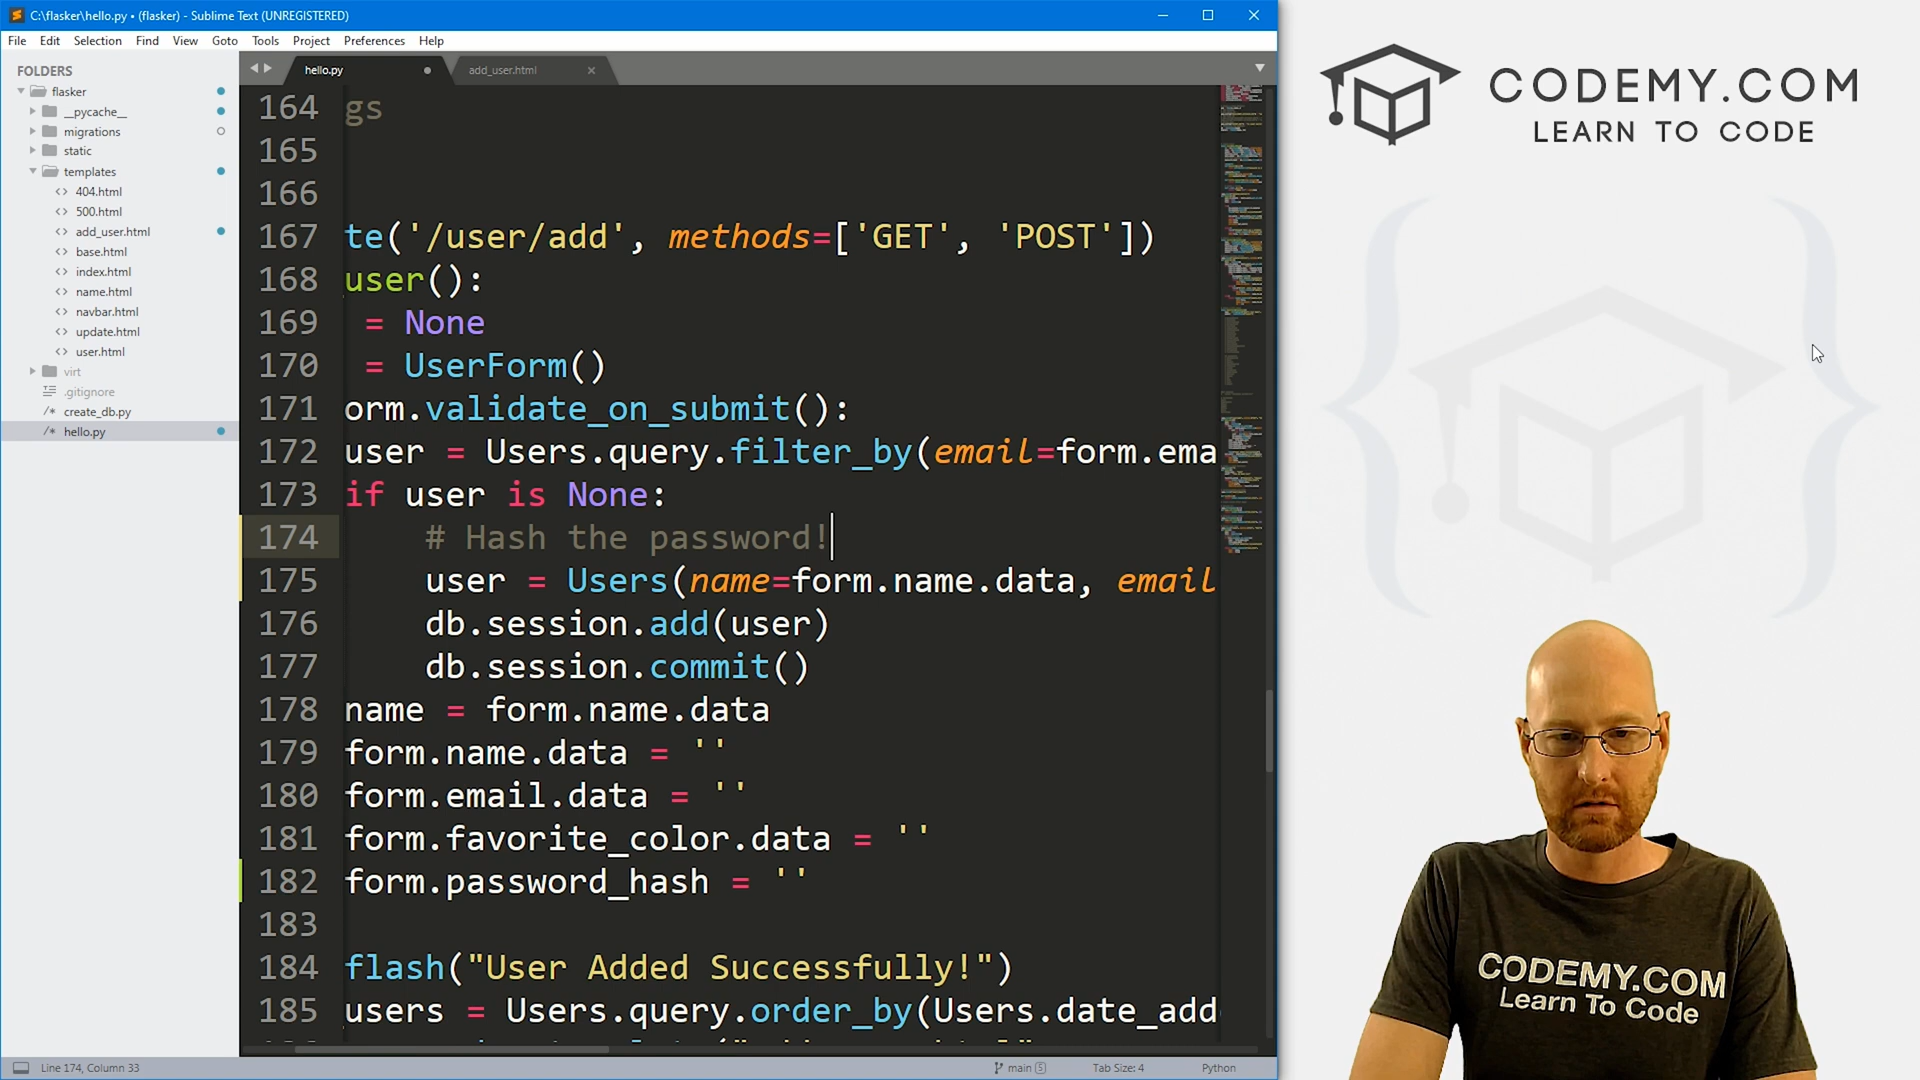 C:\flasker\hello.py • (flasker) - Sublime Text (UNREGISTERED)
File Edit Selection Find View Goto Tools Project Preferences Help
FOLDERS
flasker
__pycache__
migrations
static
templates
404.html
500.html
add_user.html
base.html
index.html
name.html
navbar.html
update.html
user.html
virt
.gitignore
create_db.py
hello.py
hello.py add_user.html
164 gs
165
166
167 te('/user/add', methods=['GET', 'POST'])
168 user():
169 = None
170 = UserForm()
171 orm.validate_on_submit():
172 user = Users.query.filter_by(email=form.ema
173 if user is None:
174 # Hash the password!
175 user = Users(name=form.name.data, email
176 db.session.add(user)
177 db.session.commit()
178 name = form.name.data
179 form.name.data = ''
180 form.email.data = ''
181 form.favorite_color.data = ''
182 form.password_hash = ''
183
184 flash("User Added Successfully!")
185 users = Users.query.order_by(Users.date_add
Line 174, Column 33
main 5
Tab Size: 4
Python
CODEMY.COM
LEARN TO CODE
CODEMY.COM
Learn To Code